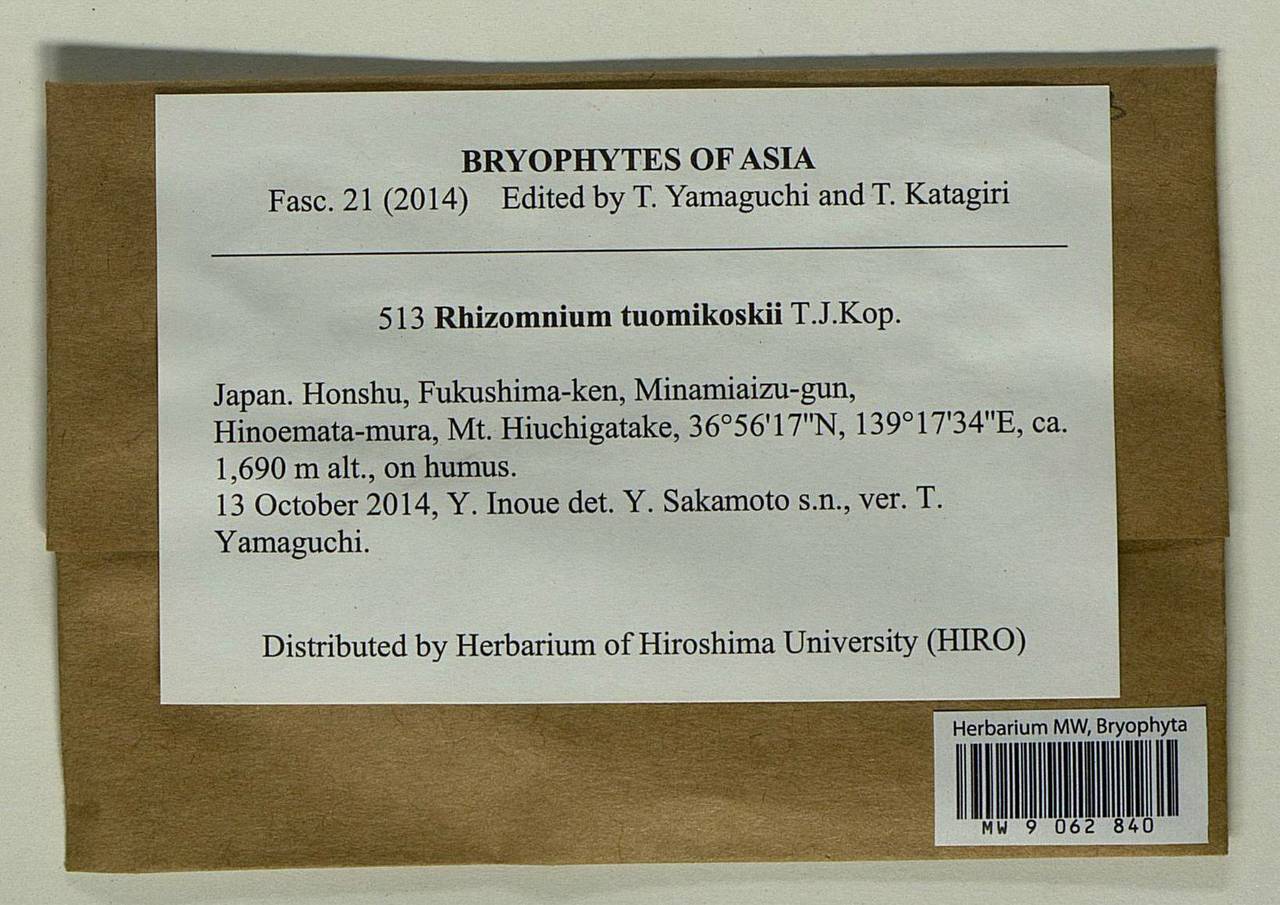 BRYOPHYTES OF ASIA
Fasc. 21 (2014) Edited by T. Yamaguchi and T. Katagiri
513 Rhizomnium tuomikoskii T.J.Kop.
Japan. Honshu, Fukushima-ken, Minamiaizu-gun,
Hinoemata-mura, Mt. Hiuchigatake, 36°56'17"N, 139°17'34"E, ca.
1,690 m alt., on humus.
13 October 2014, Y. Inoue det. Y. Sakamoto s.n., ver. T.
Yamaguchi.
Distributed by Herbarium of Hiroshima University (HIRO)
Herbarium MW, Bryophyta
MW 9 062 840